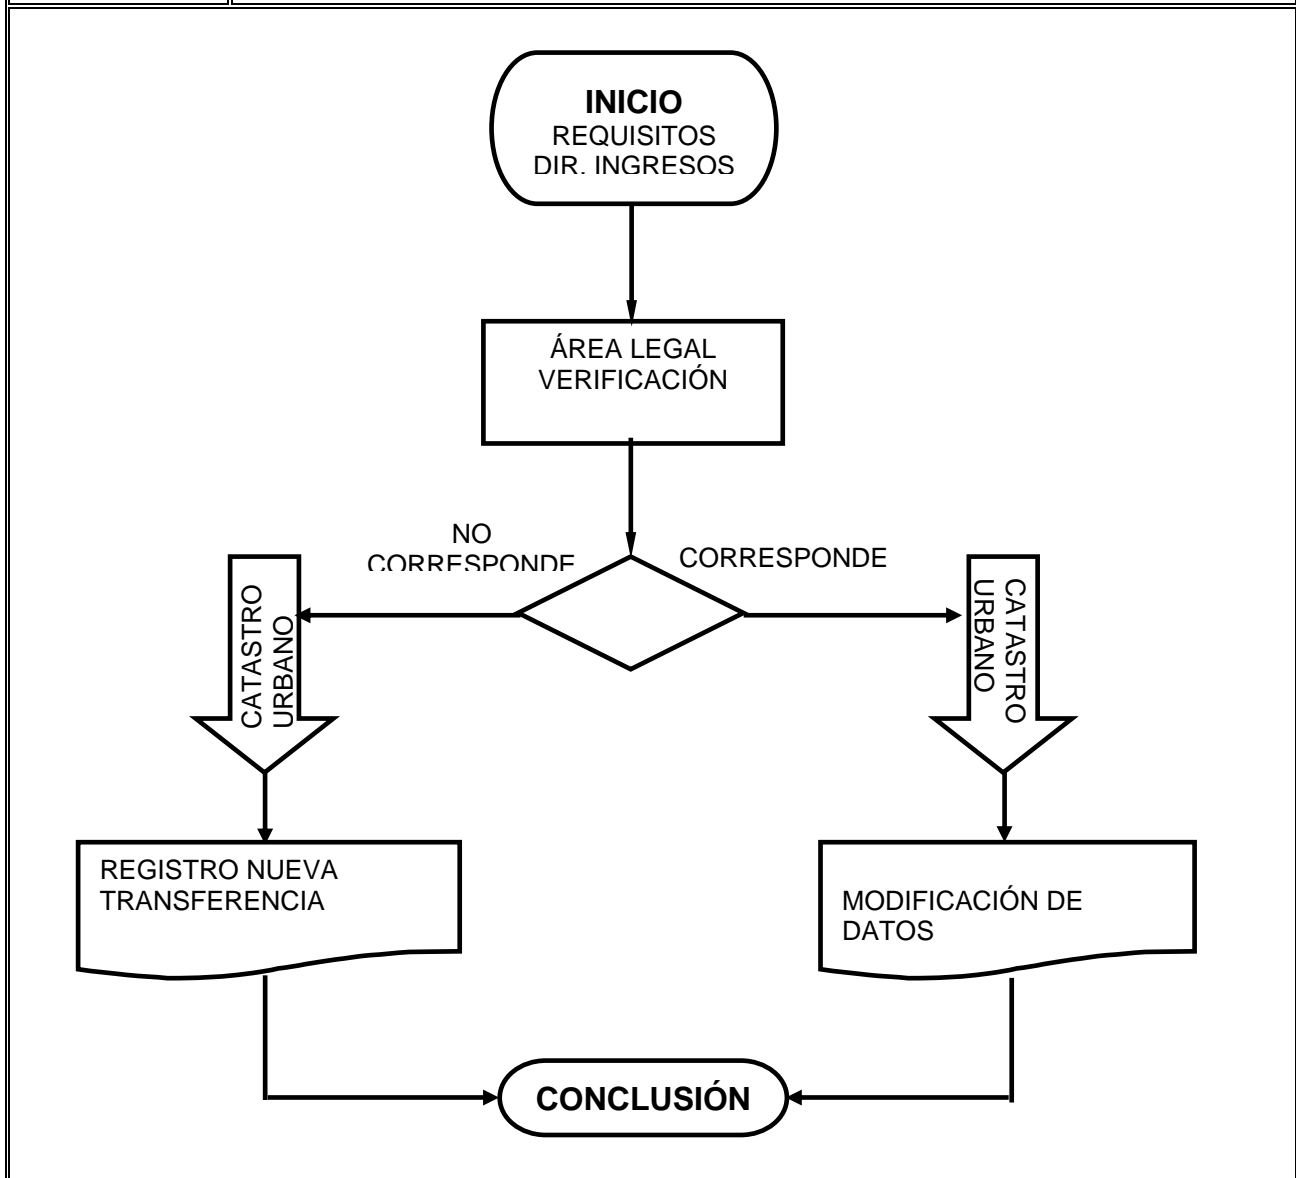 INICIO
REQUISITOS
DIR. INGRESOS
ÁREA LEGAL
VERIFICACIÓN
NO
CORRESPONDE
CORRESPONDE
CATASTRO
URBANO
CATASTRO
URBANO
REGISTRO NUEVA
TRANSFERENCIA
MODIFICACIÓN DE
DATOS
CONCLUSIÓN